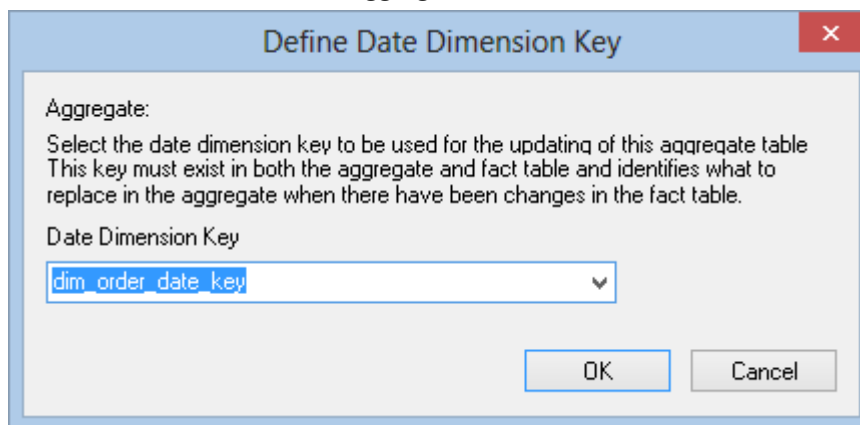 Define Date Dimension Key
Aggregate:
Select the date dimension key to be used for the updating of this aggregate table
This key must exist in both the aggregate and fact table and identifies what to
replace in the aggregate when there have been changes in the fact table.
Date Dimension Key
dim_order_date_key
OK Cancel